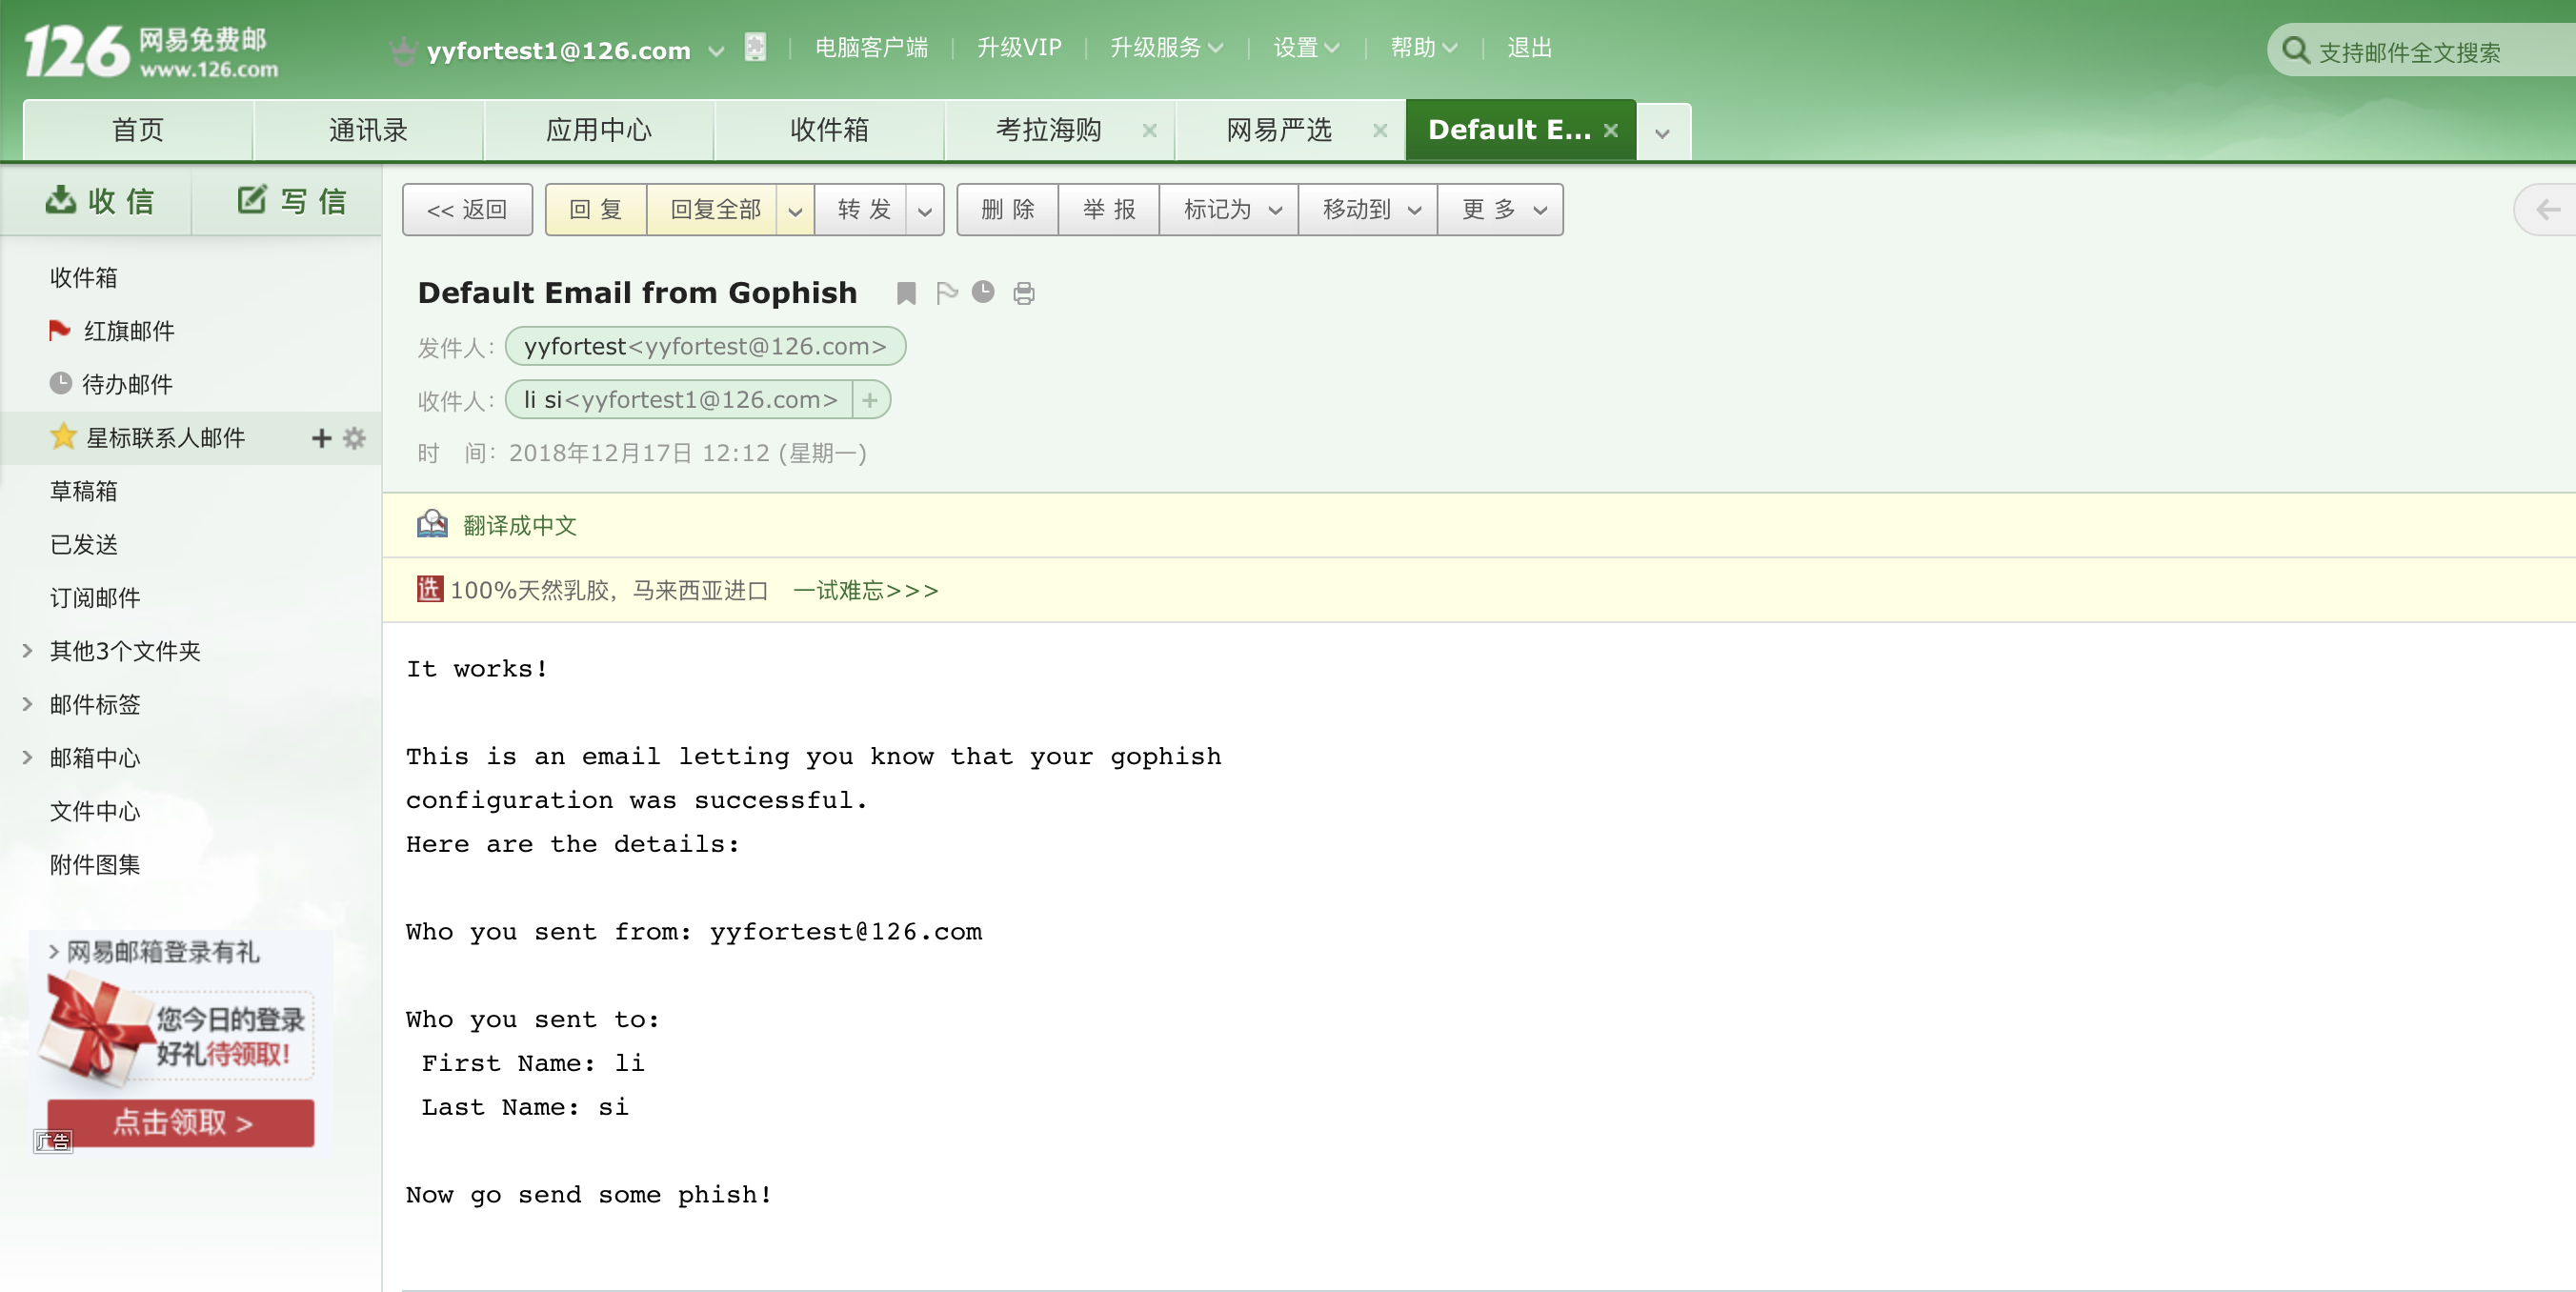 126 网易免费邮
www.126.com
yyfortest1@126.com
电脑客户端 | 升级VIP | 升级服务 | 设置 | 帮助 | 退出
支持邮件全文搜索
首页 通讯录 应用中心 收件箱 考拉海购 × 网易严选 × Default E... ×
收 信 写 信
<< 返回 回 复 回复全部 转 发 删 除 举 报 标记为 移动到 更 多
收件箱
红旗邮件
待办邮件
星标联系人邮件
草稿箱
已发送
订阅邮件
其他3个文件夹
邮件标签
邮箱中心
文件中心
附件图集
> 网易邮箱登录有礼
您今日的登录
好礼待领取!
点击领取 >
广告
Default Email from Gophish
发件人： yyfortest<yyfortest@126.com>
收件人： li si<yyfortest1@126.com> +
时 间： 2018年12月17日 12:12 (星期一)
翻译成中文
选 100%天然乳胶，马来西亚进口 一试难忘>>>
It works!
This is an email letting you know that your gophish
configuration was successful.
Here are the details:
Who you sent from: yyfortest@126.com
Who you sent to:
First Name: li
Last Name: si
Now go send some phish!